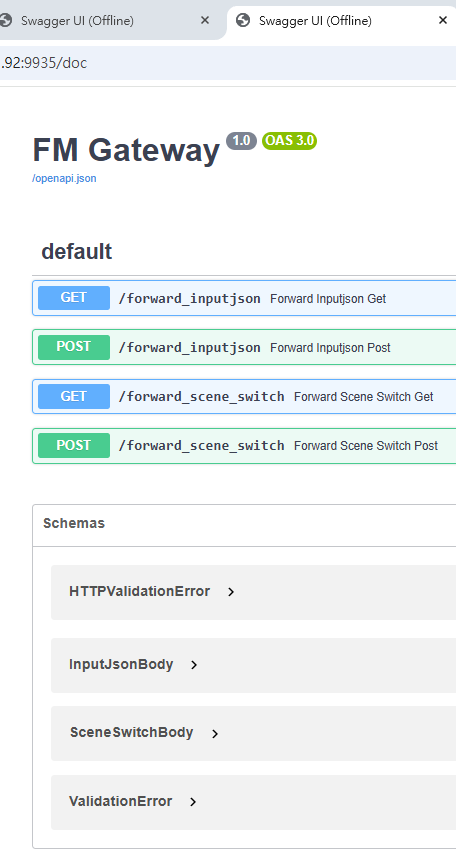 Swagger UI (Offline) × Swagger UI (Offline) ×
.92:9935/doc
FM Gateway 1.0 OAS 3.0
/openapi.json
default
GET /forward_inputjson Forward Inputjson Get
POST /forward_inputjson Forward Inputjson Post
GET /forward_scene_switch Forward Scene Switch Get
POST /forward_scene_switch Forward Scene Switch Post
Schemas
HTTPValidationError
InputJsonBody
SceneSwitchBody
ValidationError